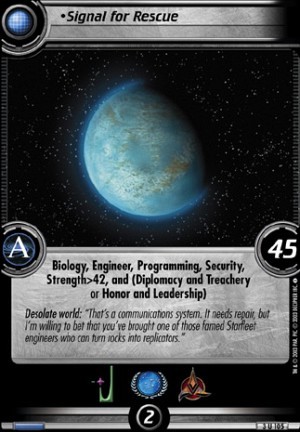 •Signal for Rescue
A
45
Biology, Engineer, Programming, Security,
Strength>42, and (Diplomacy and Treachery
or Honor and Leadership)
Desolate world: "That's a communications system. It needs repair, but
i'm willing to bet that you've brought one of those famed Starfleet
engineers who can turn rocks into replicators."
2
3 U 105